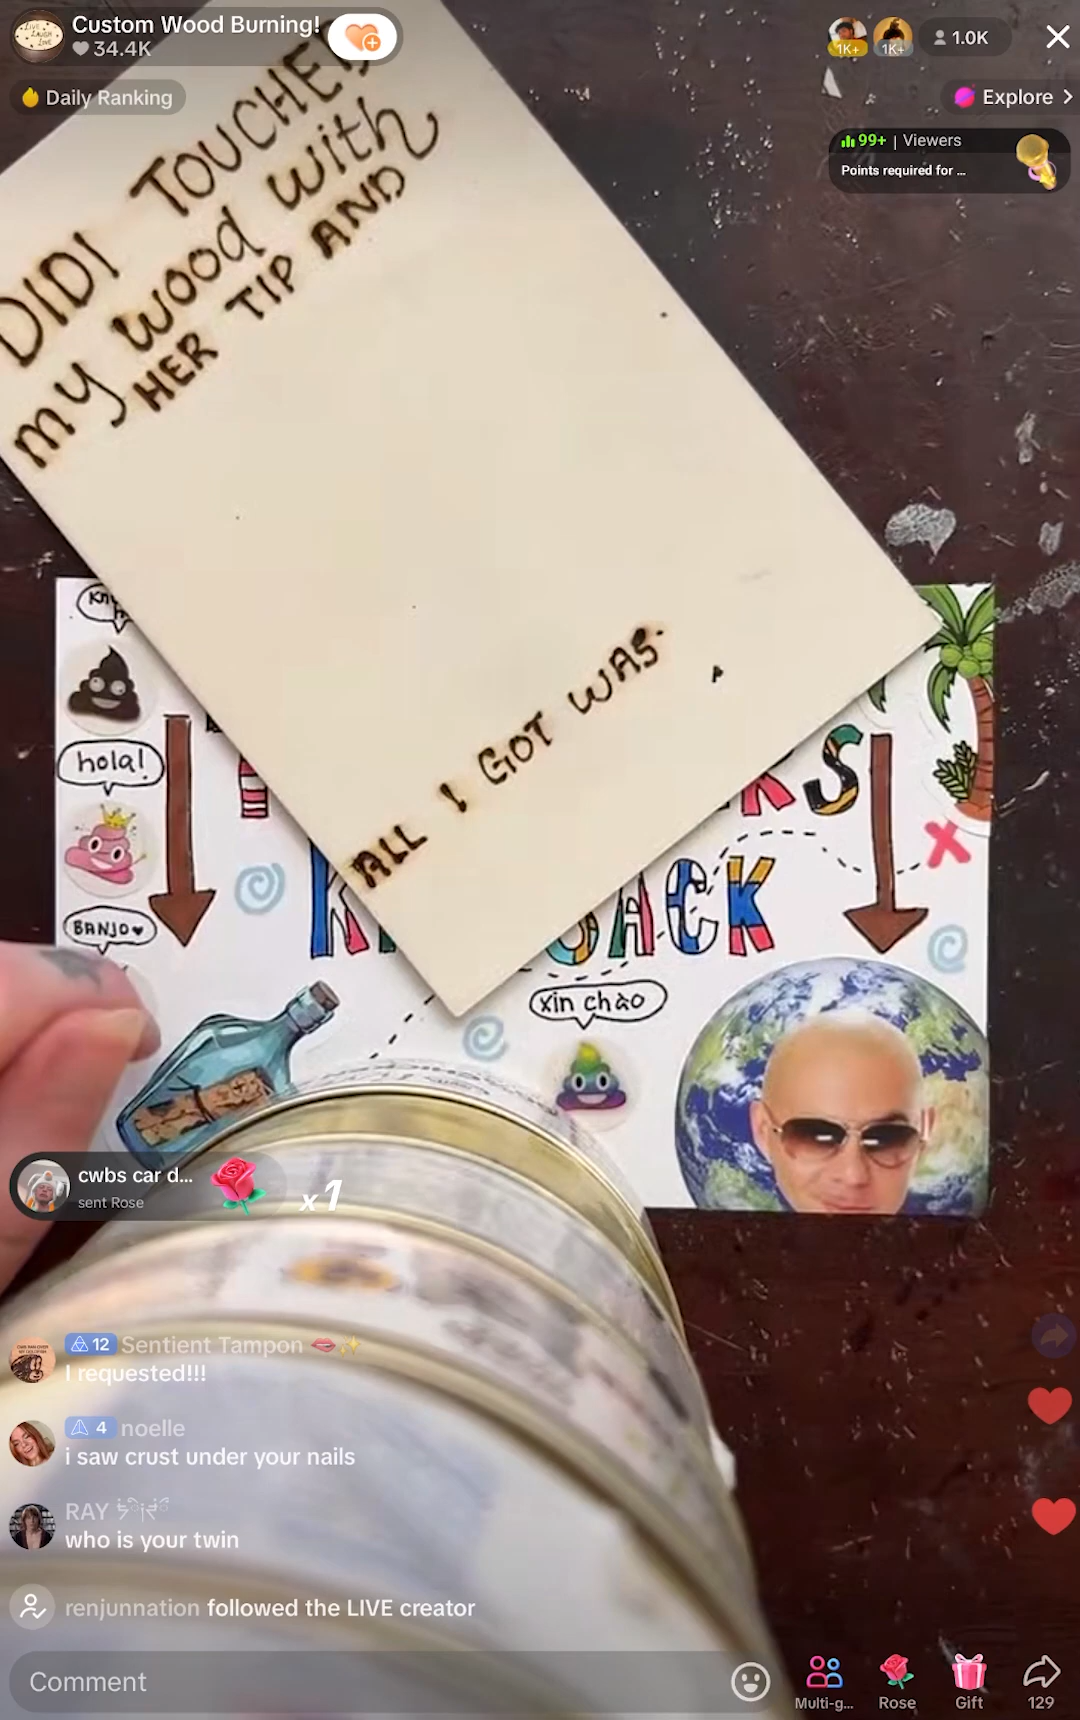 Custom Wood Burning!
34.4K
1K+
1K+
1.0K
Daily Ranking
Explore
99+ | Viewers
Points required for ...
DIDI TOUCHED
my wood with
HER TIP AND
ALL I GOT WAS
hola!
BANJO
ACK
xin chào
cwbs car d...
sent Rose
x1
12 Sentient Tampon
I requested!!!
4 noelle
i saw crust under your nails
RAY
who is your twin
renjunnation followed the LIVE creator
Comment
Multi-g...
Rose
Gift
129